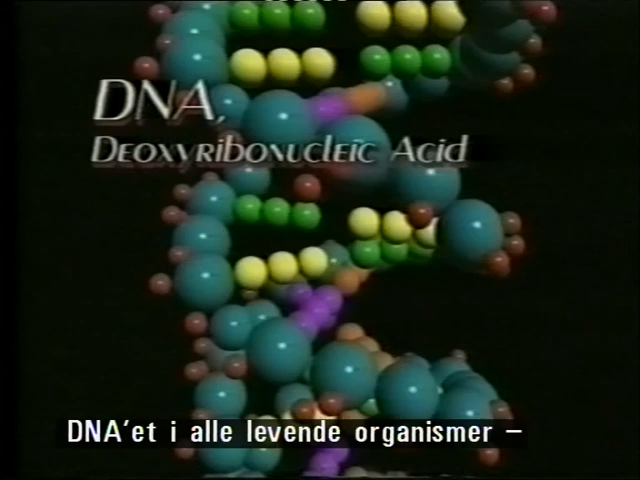 DNA,
Deoxyribonucleic Acid
DNA'et i alle levende organismer –